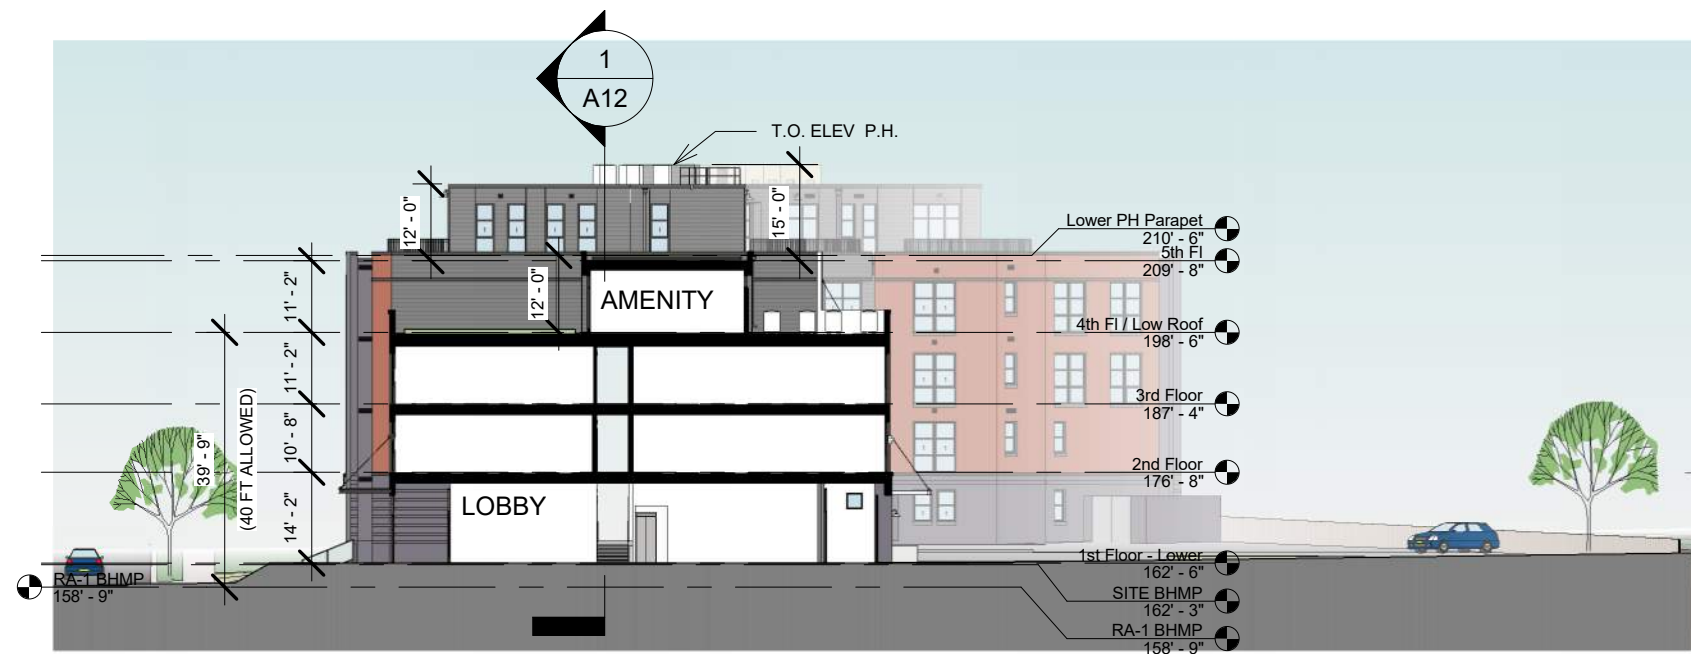 1
A12
T.O. ELEV P.H.
12' - 0"
15' - 0"
Lower PH Parapet
210' - 6"
5th Fl
209' - 8"
11' - 2"
12' - 0"
AMENITY
4th Fl / Low Roof
198' - 6"
11' - 2"
3rd Floor
187' - 4"
39' - 9"
(40 FT ALLOWED)
10' - 8"
2nd Floor
176' - 8"
14' - 2"
LOBBY
1st Floor - Lower
162' - 6"
RA-1 BHMP
158' - 9"
SITE BHMP
162' - 3"
RA-1 BHMP
158' - 9"